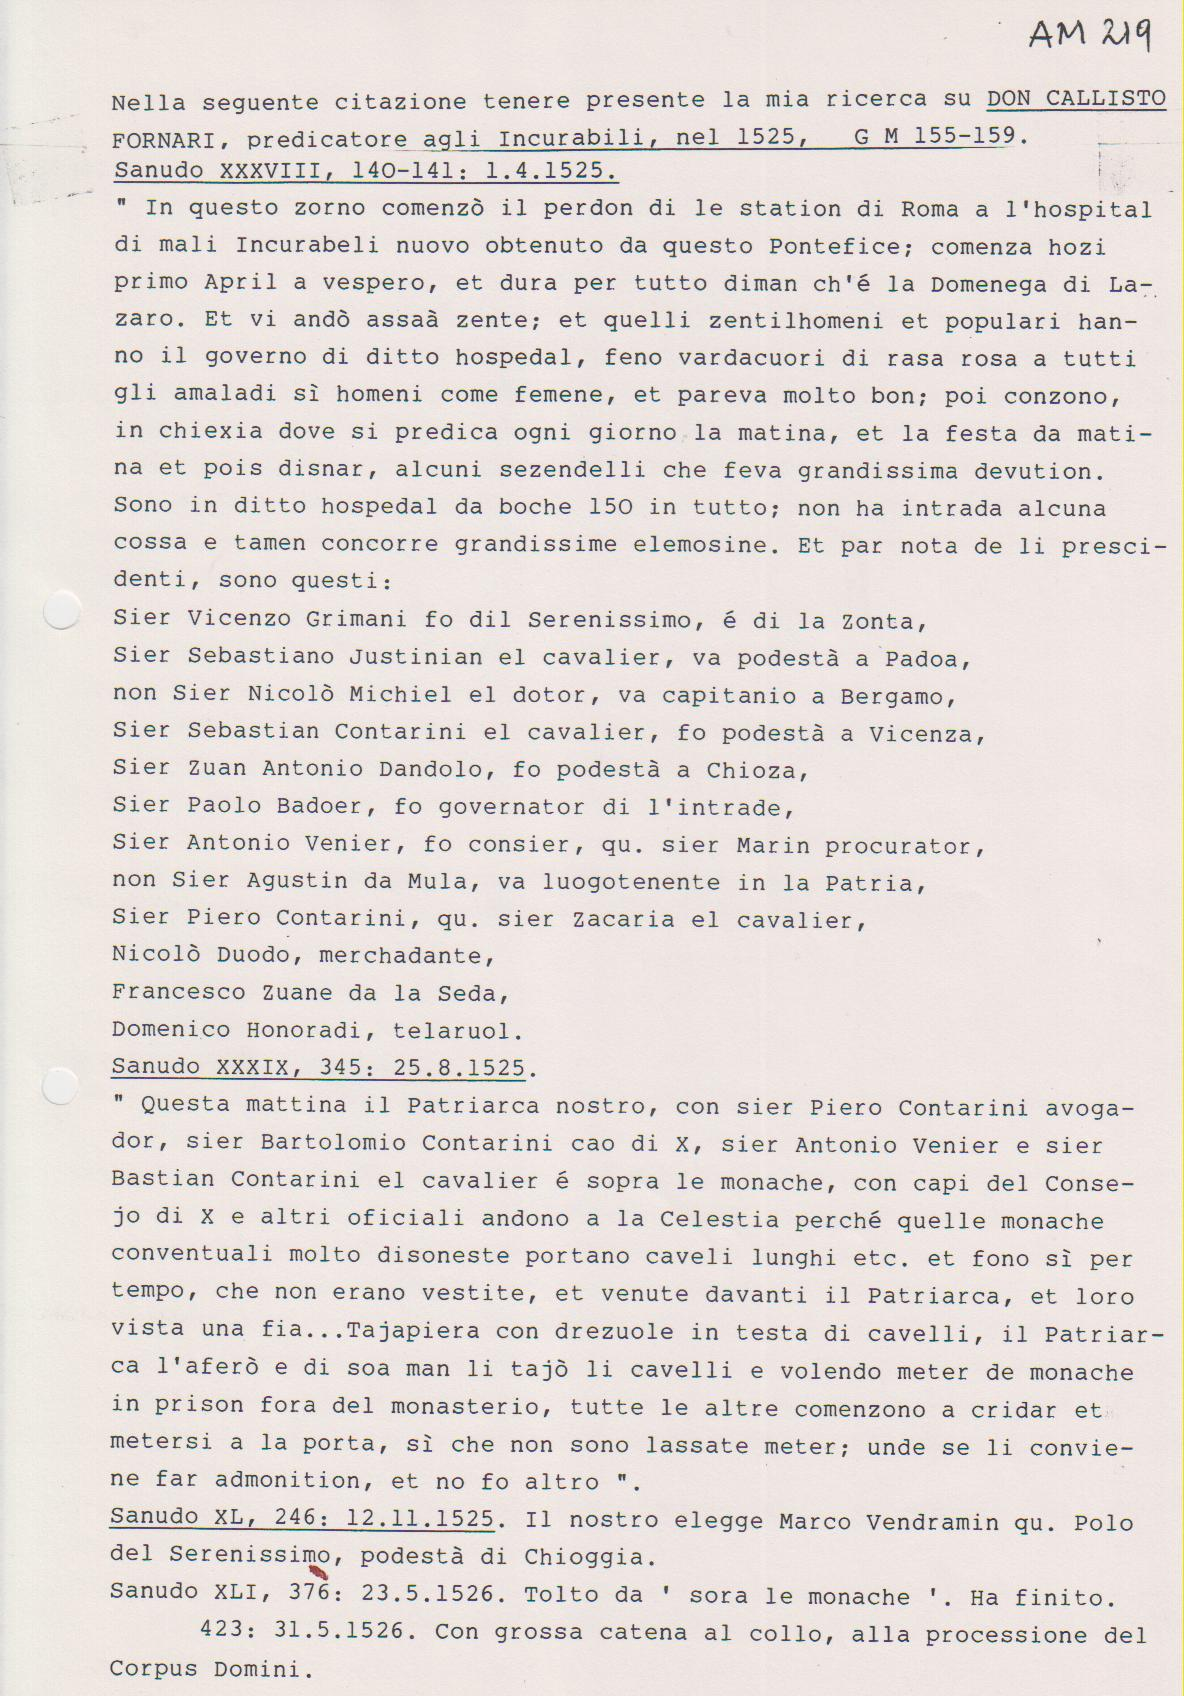 AM 219
Nella seguente citazione tenere presente la mia ricerca su DON CALLISTO
FORNARI, predicatore agli Incurabili, nel 1525, G M 155-159.
Sanudo XXXVIII, 140-141: 1.4.1525.
" In questo zorno comenzò il perdon di le station di Roma a l'hospital
di mali Incurabeli nuovo obtenuto da questo Pontefice; comenza hozi
primo April a vespero, et dura per tutto diman ch'é la Domenega di La-
zaro. Et vi andò assaà zente; et quelli zentilhomeni et populari han-
no il governo di ditto hospedal, feno vardacuori di rasa rosa a tutti
gli amaladi sì homeni come femene, et pareva molto bon; poi conzono,
in chiexia dove si predica ogni giorno la matina, et la festa da mati-
na et pois disnar, alcuni sezendelli che feva grandissima devution.
Sono in ditto hospedal da boche 150 in tutto; non ha intrada alcuna
cossa e tamen concorre grandissime elemosine. Et par nota de li presci-
denti, sono questi:
Sier Vicenzo Grimani fo dil Serenissimo, é di la Zonta,
Sier Sebastiano Justinian el cavalier, va podestà a Padoa,
non Sier Nicolò Michiel el dotor, va capitanio a Bergamo,
Sier Sebastian Contarini el cavalier, fo podestà a Vicenza,
Sier Zuan Antonio Dandolo, fo podestà a Chioza,
Sier Paolo Badoer, fo governator di l'intrade,
Sier Antonio Venier, fo consier, qu. sier Marin procurator,
non Sier Agustin da Mula, va luogotenente in la Patria,
Sier Piero Contarini, qu. sier Zacaria el cavalier,
Nicolò Duodo, merchadante,
Francesco Zuane da la Seda,
Domenico Honoradi, telaruol.
Sanudo XXXIX, 345: 25.8.1525.
" Questa mattina il Patriarca nostro, con sier Piero Contarini avoga-
dor, sier Bartolomio Contarini cao di X, sier Antonio Venier e sier
Bastian Contarini el cavalier é sopra le monache, con capi del Conse-
jo di X e altri oficiali andono a la Celestia perché quelle monache
conventuali molto disoneste portano caveli lunghi etc. et fono sì per
tempo, che non erano vestite, et venute davanti il Patriarca, et loro
vista una fia...Tajapiera con drezuole in testa di cavelli, il Patriar-
ca l'aferò e di soa man li tajò li cavelli e volendo meter de monache
in prison fora del monasterio, tutte le altre comenzono a cridar et
metersi a la porta, sì che non sono lassate meter; unde se li convie-
ne far admonition, et no fo altro ".
Sanudo XL, 246: 12.11.1525. Il nostro elegge Marco Vendramin qu. Polo
del Serenissimo, podestà di Chioggia.
Sanudo XLI, 376: 23.5.1526. Tolto da ' sora le monache '. Ha finito.
423: 31.5.1526. Con grossa catena al collo, alla processione del
Corpus Domini.